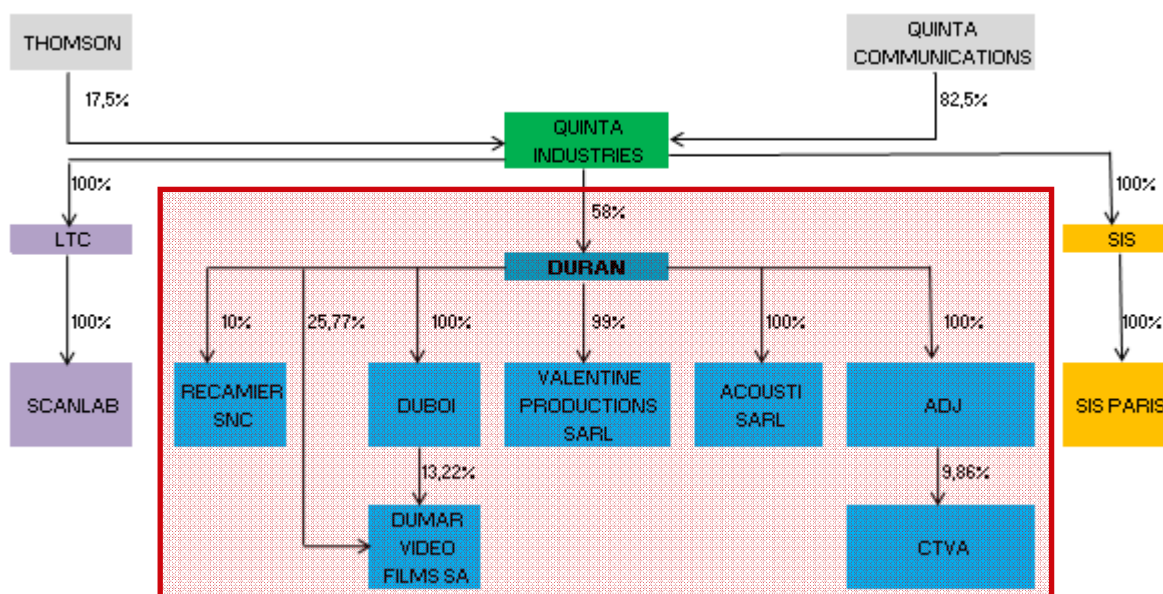 THOMSON
QUINTA
COMMUNICATIONS
17,5%
82,5%
QUINTA
INDUSTRIES
100%
58%
100%
LTC
DURAN
SIS
100%
10%
25,77%
100%
99%
100%
100%
100%
SCANLAB
RECAMIER
SNC
DUBOI
VALENTINE
PRODUCTIONS
SARL
ACOUSTI
SARL
ADJ
SIS PARIS
13,22%
9,86%
DUMAR
VIDEO
FILMS SA
CTVA